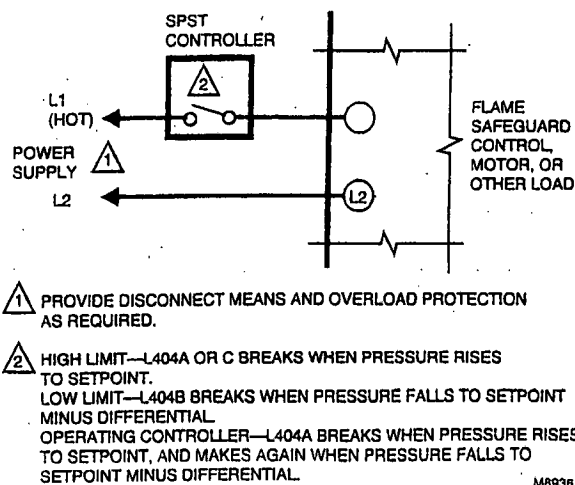 SPST
CONTROLLER
2
L1
(HOT)
POWER
SUPPLY
1
L2
L2
FLAME
SAFEGUARD
CONTROL,
MOTOR, OR
OTHER LOAD
1 PROVIDE DISCONNECT MEANS AND OVERLOAD PROTECTION
AS REQUIRED.
2 HIGH LIMIT—L404A OR C BREAKS WHEN PRESSURE RISES
TO SETPOINT.
LOW LIMIT—L404B BREAKS WHEN PRESSURE FALLS TO SETPOINT
MINUS DIFFERENTIAL.
OPERATING CONTROLLER—L404A BREAKS WHEN PRESSURE RISES
TO SETPOINT, AND MAKES AGAIN WHEN PRESSURE FALLS TO
SETPOINT MINUS DIFFERENTIAL.
M8936